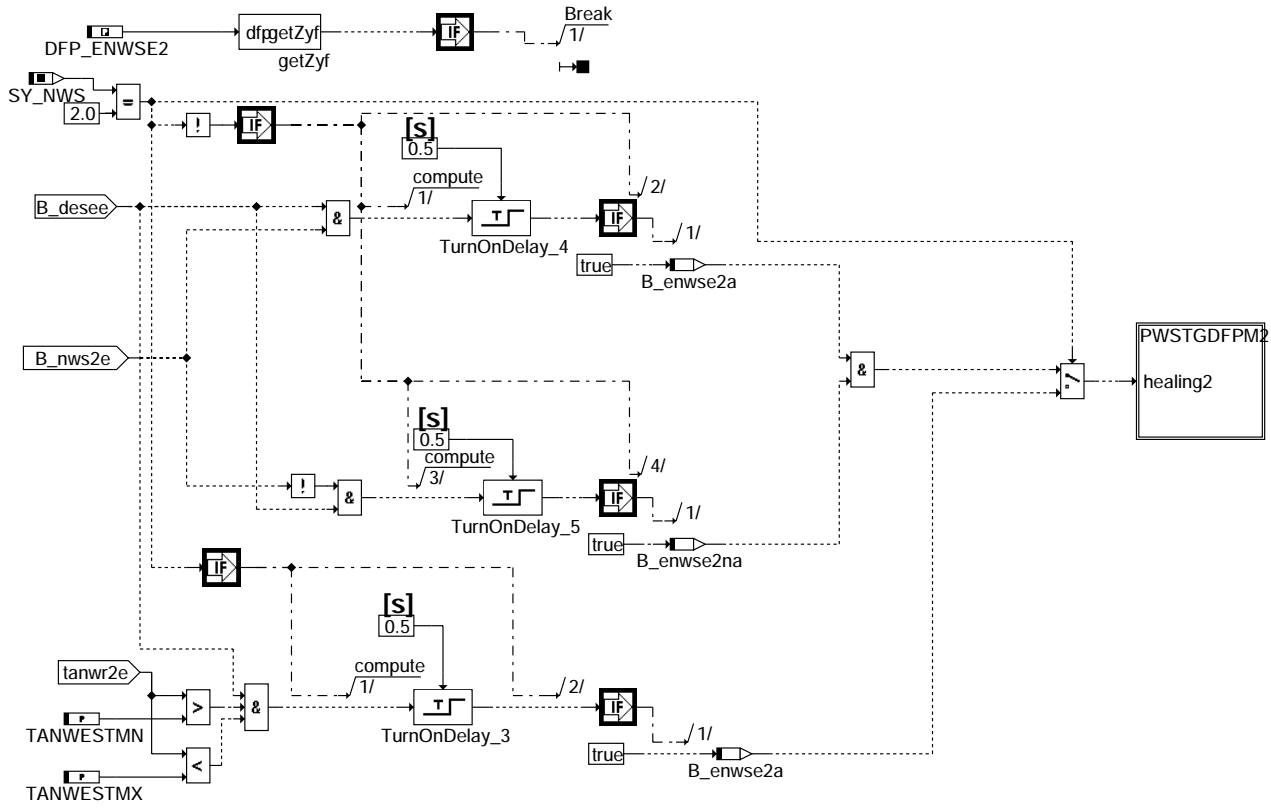 Break
1/
dfpgetZyf
IF
DFP_ENWSE2
getZyf
SY_NWS
=
2.0
!
IF
[s]
0.5
compute
1/
2/
B_desee
&
T
IF
TurnOnDelay_4
1/
true
B_enwse2a
B_nws2e
&
PWSTGDFPM2
healing2
[s]
0.5
compute
3/
4/
!
&
T
IF
TurnOnDelay_5
1/
true
B_enwse2na
IF
[s]
0.5
tanwr2e
compute
1/
2/
>
&
T
IF
P
TANWESTMN
TurnOnDelay_3
1/
<
true
B_enwse2a
P
TANWESTMX